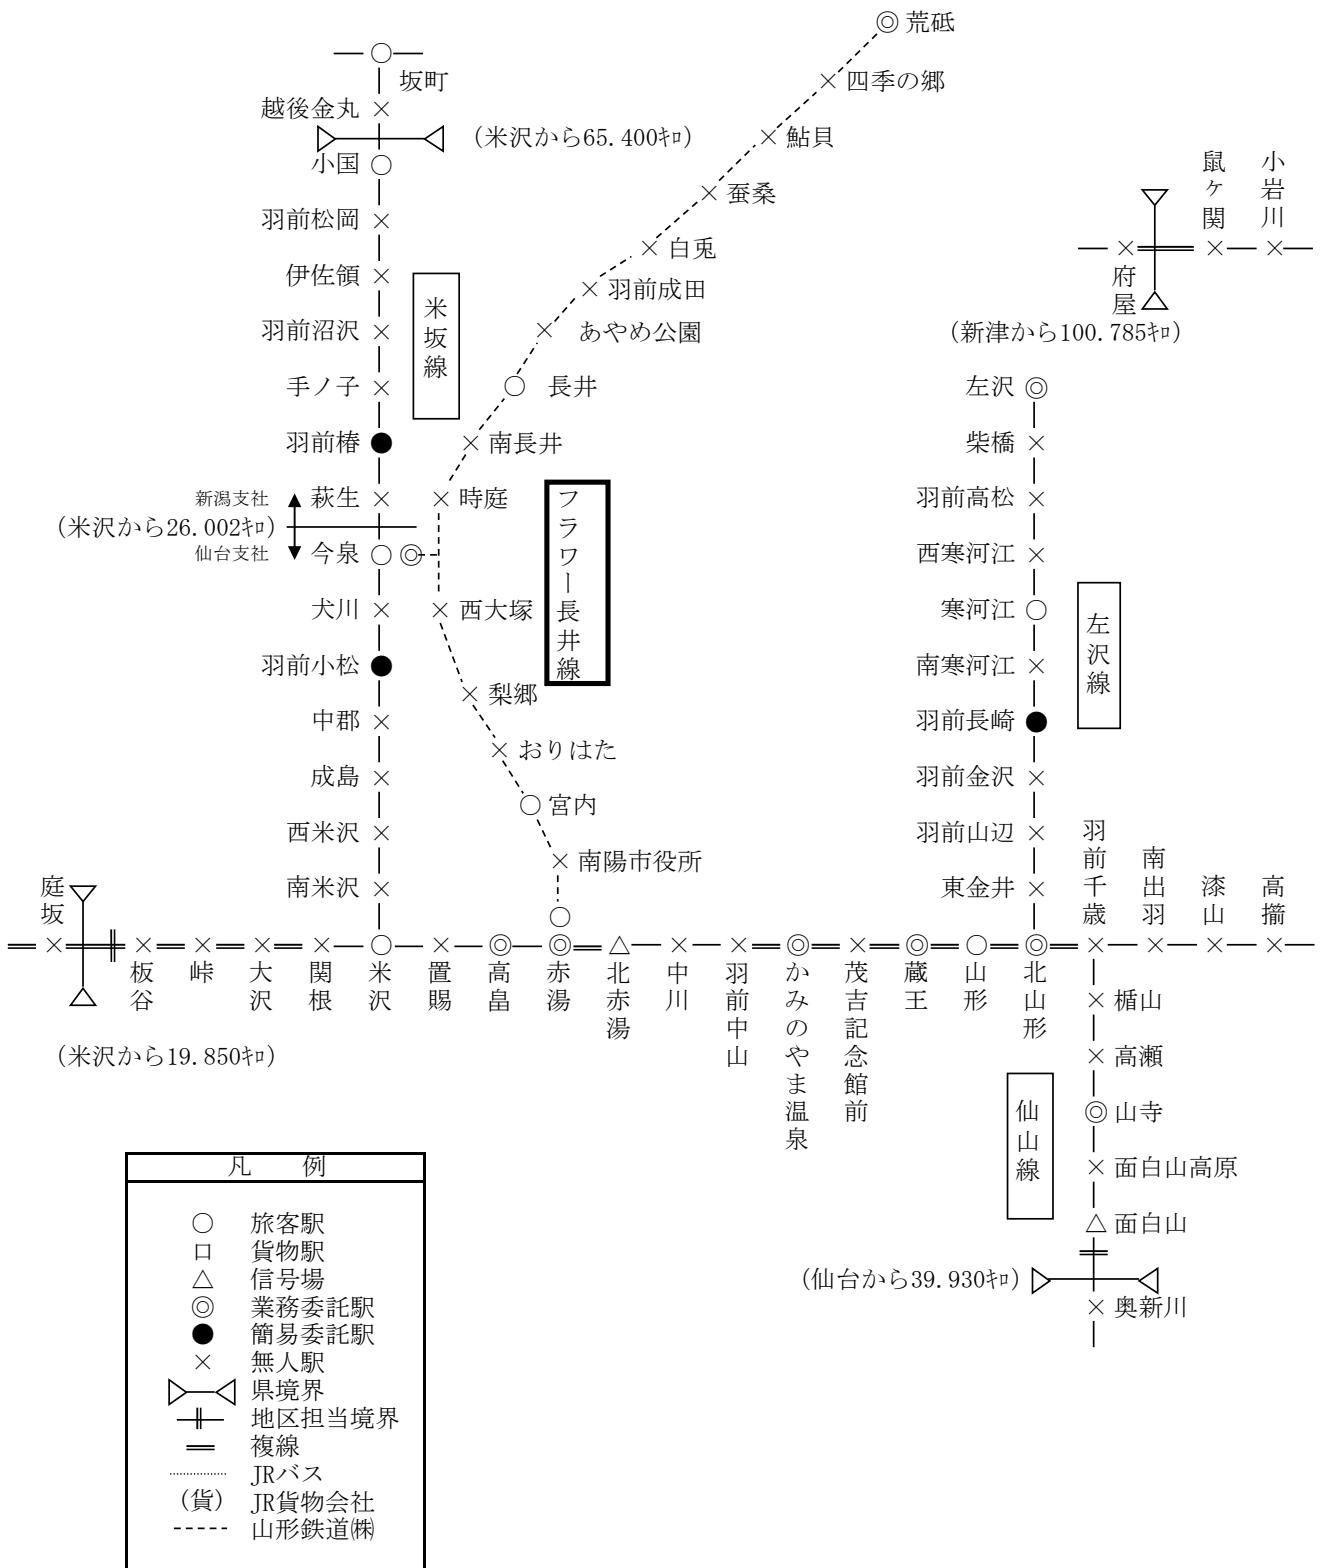 荒砥
四季の郷
鮎貝
蚕桑
白兎
羽前成田
あやめ公園
長井
南長井
時庭
西大塚
梨郷
おりはた
宮内
南陽市役所
フラワー長井線
坂町
越後金丸
(米沢から65.400㌔)
小国
羽前松岡
伊佐領
羽前沼沢
手ノ子
羽前椿
萩生
新潟支社
(米沢から26.002㌔)
仙台支社
今泉
犬川
羽前小松
中郡
成島
西米沢
南米沢
米坂線
鼠ケ関
小岩川
府屋
(新津から100.785㌔)
左沢
柴橋
羽前高松
西寒河江
寒河江
南寒河江
羽前長崎
羽前金沢
羽前山辺
東金井
左沢線
庭坂
板谷
峠
大沢
関根
米沢
置賜
高畠
赤湯
北赤湯
中川
羽前中山
かみのやま温泉
茂吉記念館前
蔵王
山形
北山形
羽前千歳
南出羽
漆山
高擶
(米沢から19.850㌔)
楯山
高瀬
山寺
面白山高原
面白山
(仙台から39.930㌔)
奥新川
仙山線
凡 例
旅客駅
貨物駅
信号場
業務委託駅
簡易委託駅
無人駅
県境界
地区担当境界
複線
JRバス
(貨) JR貨物会社
山形鉄道㈱